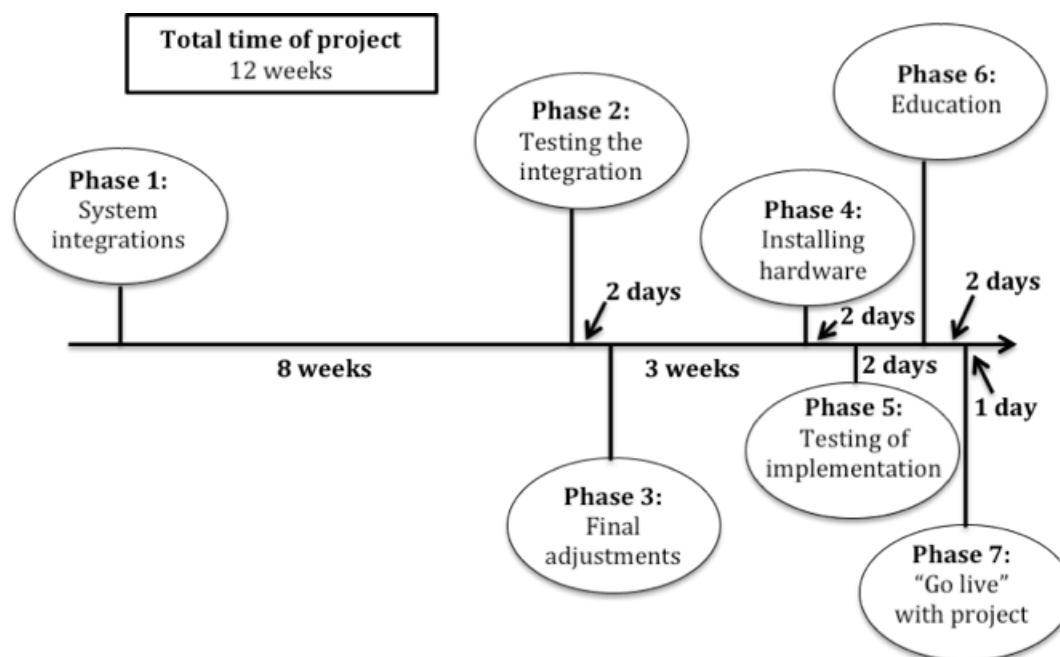 Total time of project
12 weeks
Phase 1:
System
integrations
Phase 2:
Testing the
integration
Phase 6:
Education
Phase 4:
Installing
hardware
2 days
2 days
2 days
8 weeks
3 weeks
2 days
1 day
Phase 3:
Final
adjustments
Phase 5:
Testing of
implementation
Phase 7:
“Go live”
with project